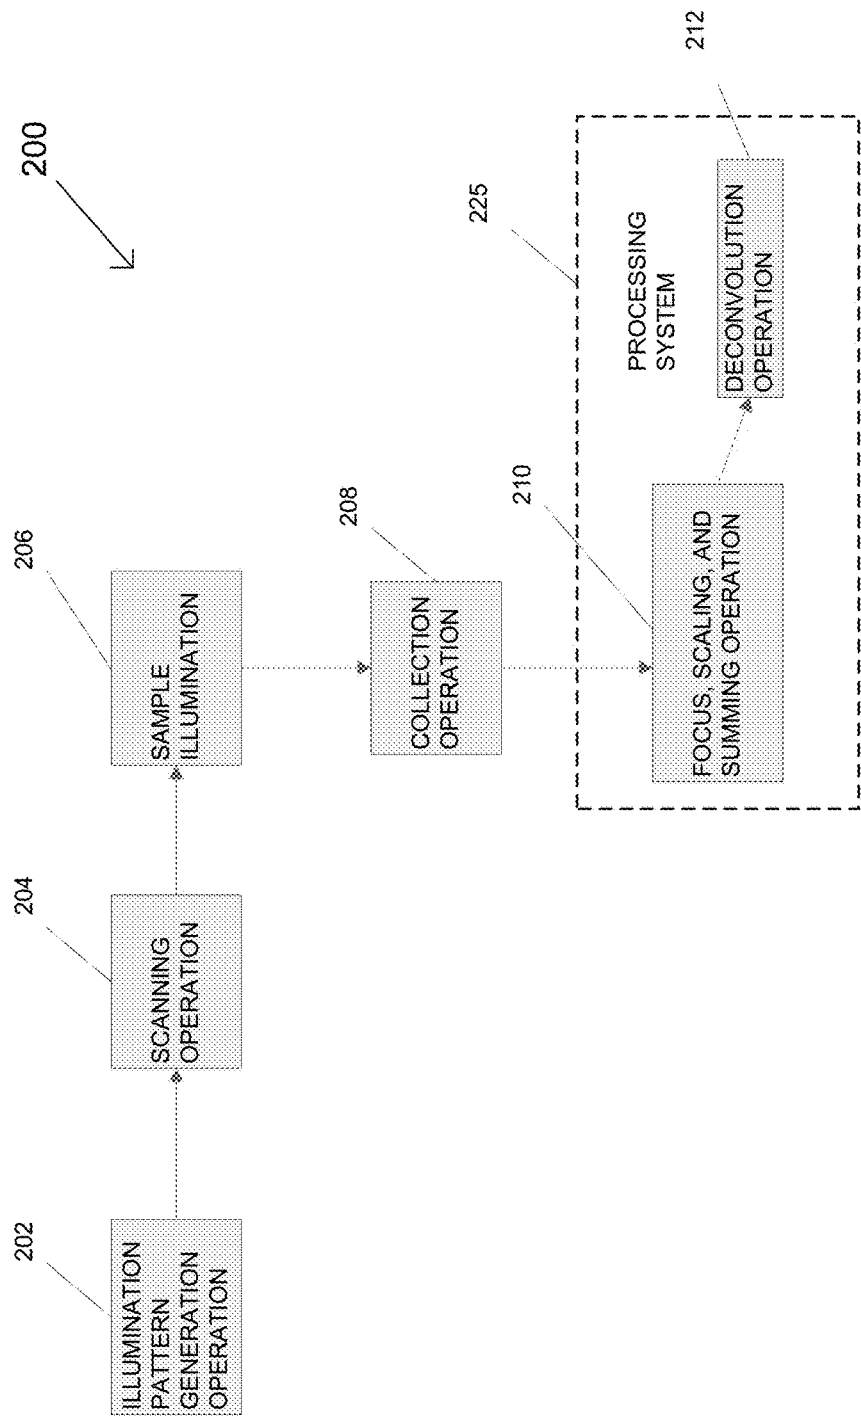 200
202
ILLUMINATION
PATTERN
GENERATION
OPERATION
204
SCANNING
OPERATION
206
SAMPLE
ILLUMINATION
208
COLLECTION
OPERATION
225
PROCESSING
SYSTEM
210
FOCUS, SCALING, AND
SUMMING OPERATION
212
DECONVOLUTION
OPERATION